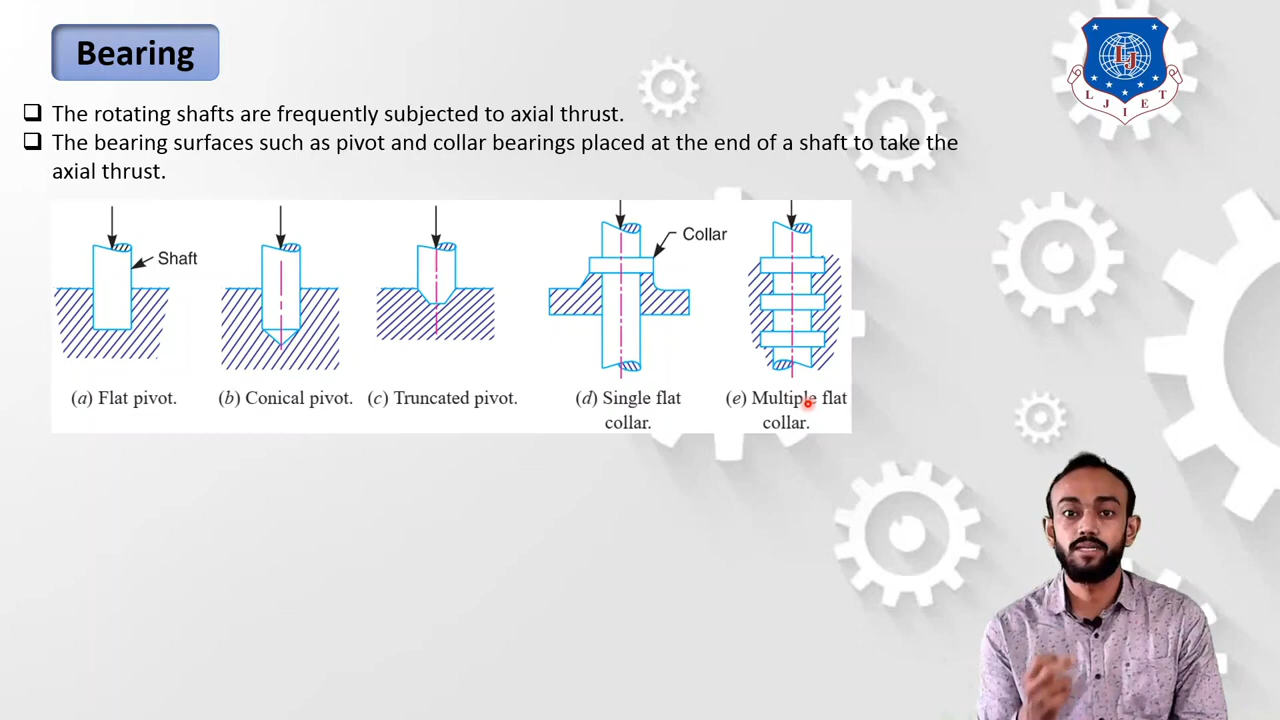 Bearing
❑ The rotating shafts are frequently subjected to axial thrust.
❑ The bearing surfaces such as pivot and collar bearings placed at the end of a shaft to take the
axial thrust.
Shaft
Collar
(a) Flat pivot.
(b) Conical pivot.
(c) Truncated pivot.
(d) Single flat
collar.
(e) Multiple flat
collar.
LJ
L J I E T